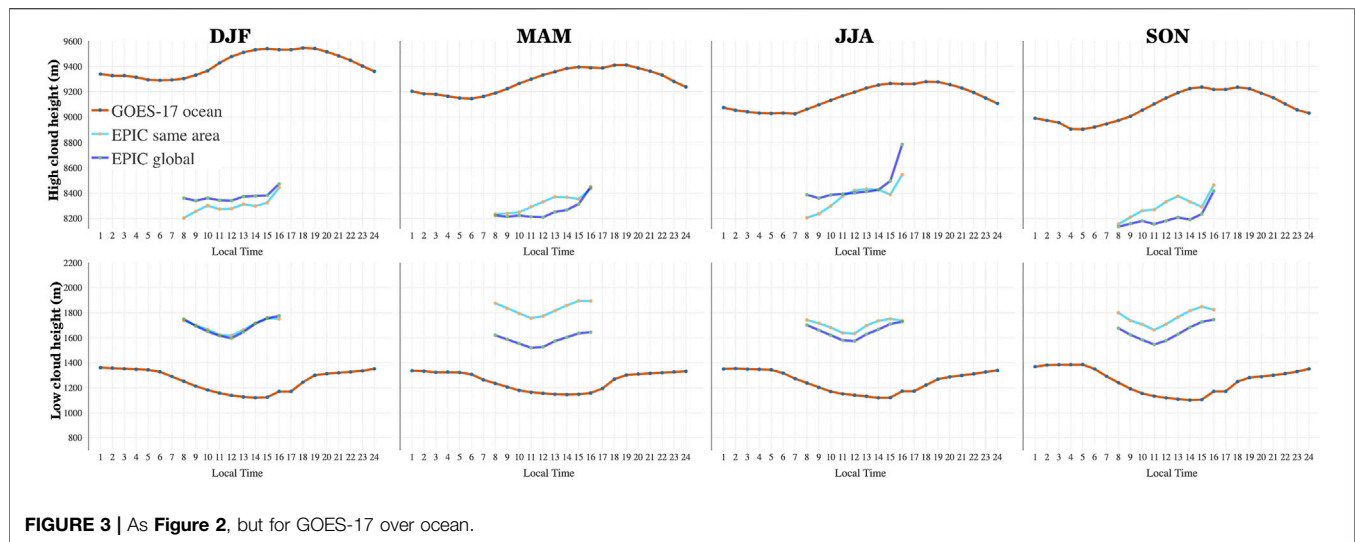 DJF MAM JJA SON
High cloud height (m)
9600
9400
9200
9000
8800
8600
8400
8200
GOES-17 ocean
EPIC same area
EPIC global
1 2 3 4 5 6 7 8 9 10 11 12 13 14 15 16 17 18 19 20 21 22 23 24
Local Time
1 2 3 4 5 6 7 8 9 10 11 12 13 14 15 16 17 18 19 20 21 22 23 24
Local Time
1 2 3 4 5 6 7 8 9 10 11 12 13 14 15 16 17 18 19 20 21 22 23 24
Local Time
1 2 3 4 5 6 7 8 9 10 11 12 13 14 15 16 17 18 19 20 21 22 23 24
Local Time
Low cloud height (m)
2200
2000
1800
1600
1400
1200
1000
800
1 2 3 4 5 6 7 8 9 10 11 12 13 14 15 16 17 18 19 20 21 22 23 24
Local Time
1 2 3 4 5 6 7 8 9 10 11 12 13 14 15 16 17 18 19 20 21 22 23 24
Local Time
1 2 3 4 5 6 7 8 9 10 11 12 13 14 15 16 17 18 19 20 21 22 23 24
Local Time
1 2 3 4 5 6 7 8 9 10 11 12 13 14 15 16 17 18 19 20 21 22 23 24
Local Time
FIGURE 3 | As Figure 2, but for GOES-17 over ocean.